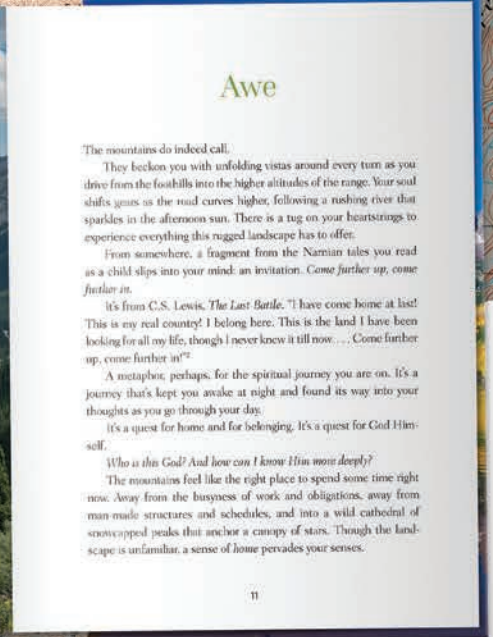 Awe
The mountains do indeed call.
They beckon you with unfolding vistas around every turn as you
drive from the foothills into the higher altitudes of the range. Your soul
shifts gears as the road curves higher, following a rushing river that
sparkles in the afternoon sun. There is a tug on your heartstrings to
experience everything this rugged landscape has to offer.
From somewhere, a fragment from the Narnian tales you read
as a child slips into your mind: an invitation. Come further up, come
further in.
It's from C.S. Lewis, The Last Battle. "I have come home at last!
This is my real country! I belong here. This is the land I have been
looking for all my life, though I never knew it till now . . . . Come further
up, come further in!"2
A metaphor, perhaps, for the spiritual journey you are on. It's a
journey that's kept you awake at night and found its way into your
thoughts as you go through your day.
It's a quest for home and for belonging. It's a quest for God Him-
self.
Who is this God? And how can I know Him more deeply?
The mountains feel like the right place to spend some time right
now. Away from the busyness of work and obligations, away from
man-made structures and schedules, and into a wild cathedral of
snowcapped peaks that anchor a canopy of stars. Though the land-
scape is unfamiliar, a sense of home pervades your senses.
11